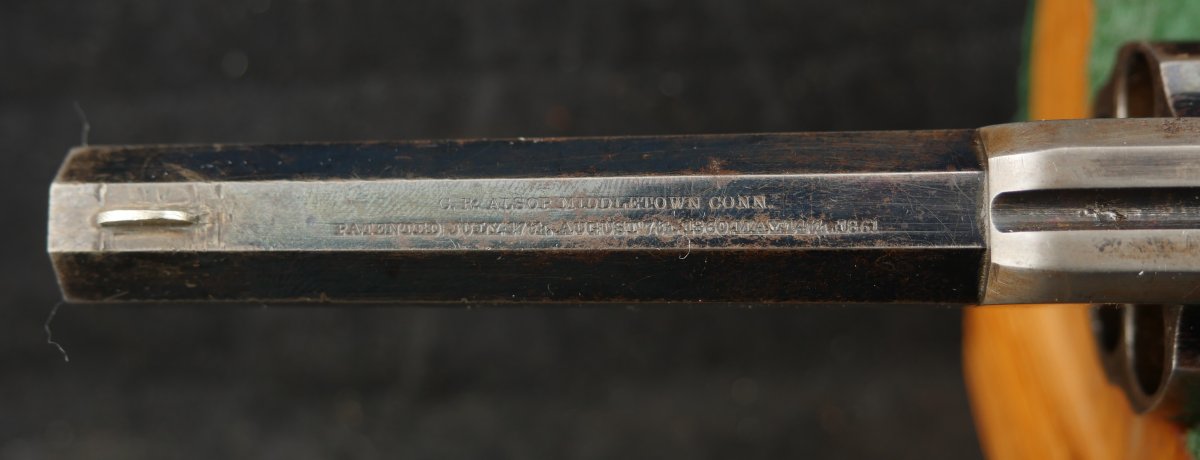 C.R. ALSOP MIDDLETOWN CONN.
PATENTED JULY 17TH. AUGUST 7TH. 1860. MAY 14TH. 1861